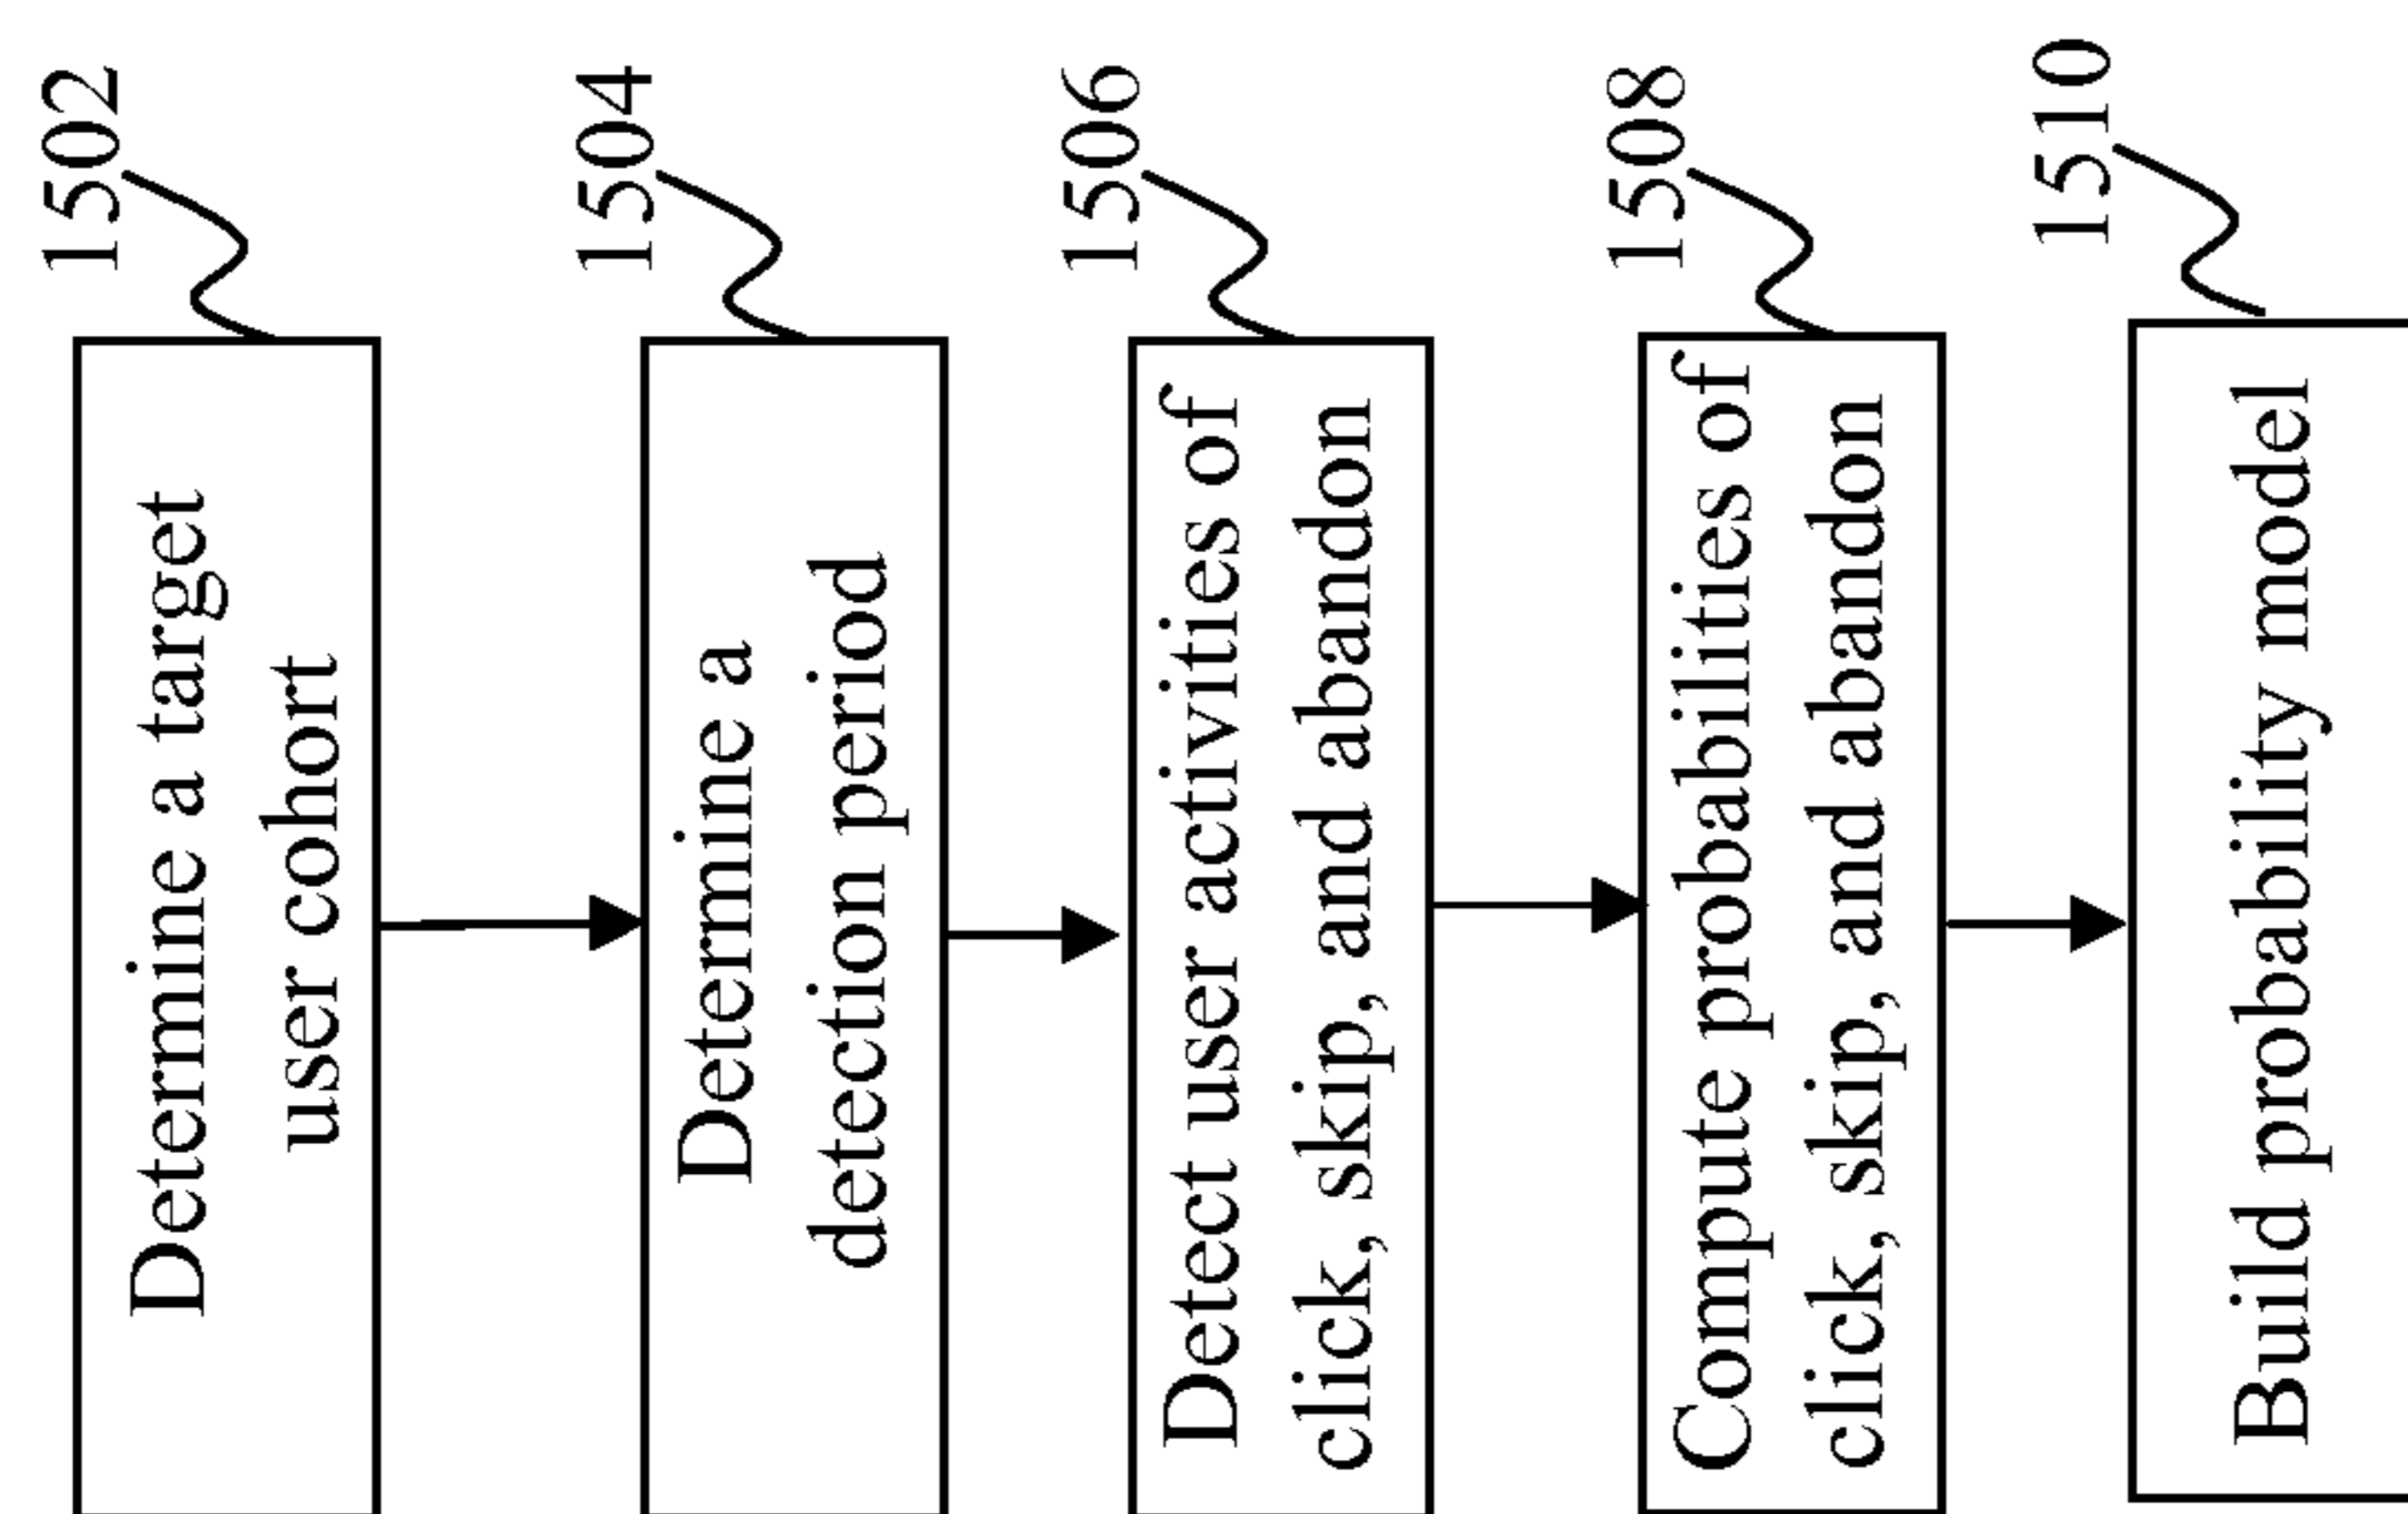 1502
Determine a target
user cohort
1504
Determine a
detection period
1506
Detect user activities of
click, skip, and abandon
1508
Compute probabilities of
click, skip, and abandon
1510
Build probability model